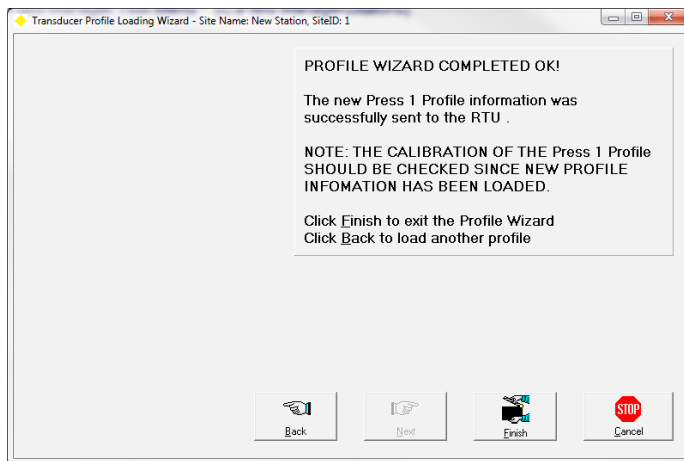 Transducer Profile Loading Wizard - Site Name: New Station, SiteID: 1
PROFILE WIZARD COMPLETED OK!
The new Press 1 Profile information was
successfully sent to the RTU .
NOTE: THE CALIBRATION OF THE Press 1 Profile
SHOULD BE CHECKED SINCE NEW PROFILE
INFOMATION HAS BEEN LOADED.
Click Finish to exit the Profile Wizard
Click Back to load another profile
STOP
Back
Next
Finish
Cancel